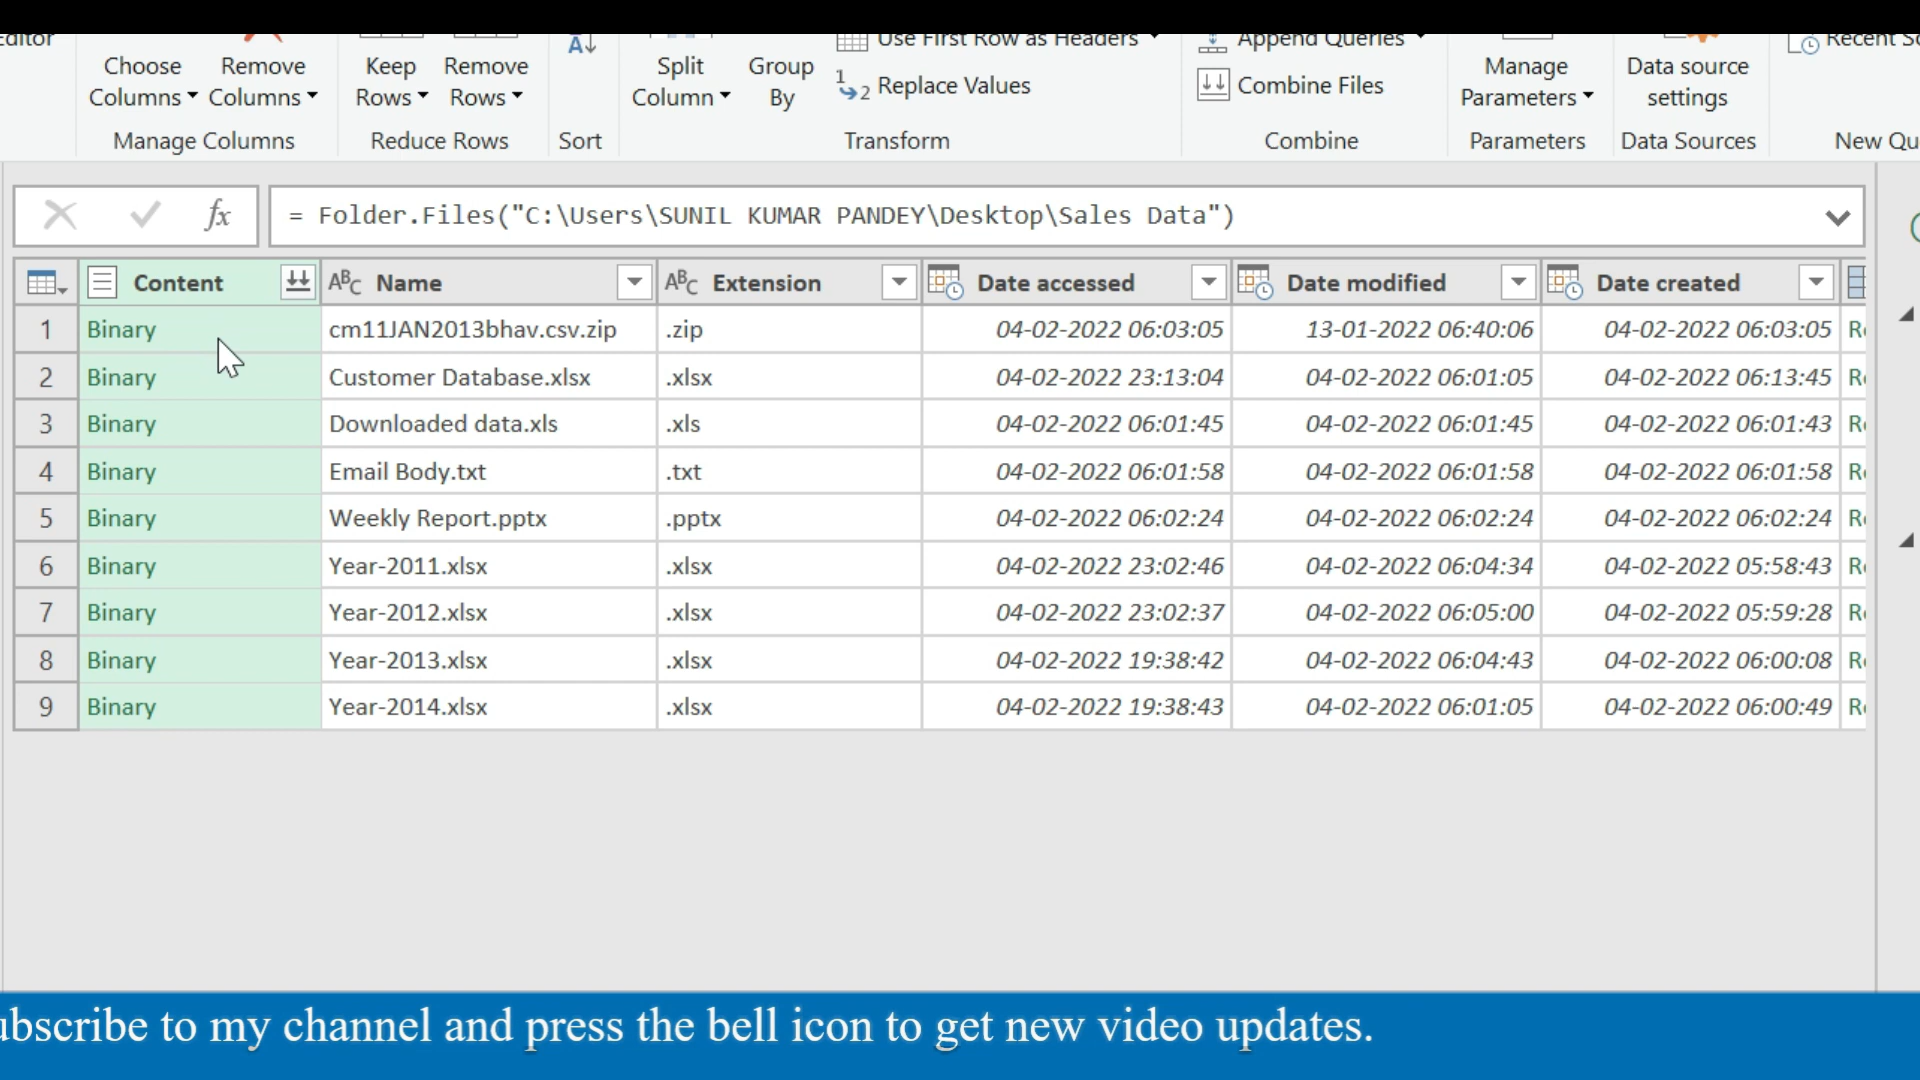 Editor
Choose Columns
Remove Columns
Manage Columns
Keep Rows
Remove Rows
Reduce Rows
Sort
Split Column
Group By
Use First Row as Headers
Replace Values
Transform
Append Queries
Combine Files
Combine
Manage Parameters
Parameters
Data source settings
Data Sources
Recent
New
fx
= Folder.Files("C:\Users\SUNIL KUMAR PANDEY\Desktop\Sales Data")
Content Name Extension Date accessed Date modified Date created
1 Binary cm11JAN2013bhav.csv.zip .zip 04-02-2022 06:03:05 13-01-2022 06:40:06 04-02-2022 06:03:05
2 Binary Customer Database.xlsx .xlsx 04-02-2022 23:13:04 04-02-2022 06:01:05 04-02-2022 06:13:45
3 Binary Downloaded data.xls .xls 04-02-2022 06:01:45 04-02-2022 06:01:45 04-02-2022 06:01:43
4 Binary Email Body.txt .txt 04-02-2022 06:01:58 04-02-2022 06:01:58 04-02-2022 06:01:58
5 Binary Weekly Report.pptx .pptx 04-02-2022 06:02:24 04-02-2022 06:02:24 04-02-2022 06:02:24
6 Binary Year-2011.xlsx .xlsx 04-02-2022 23:02:46 04-02-2022 06:04:34 04-02-2022 05:58:43
7 Binary Year-2012.xlsx .xlsx 04-02-2022 23:02:37 04-02-2022 06:05:00 04-02-2022 05:59:28
8 Binary Year-2013.xlsx .xlsx 04-02-2022 19:38:42 04-02-2022 06:04:43 04-02-2022 06:00:08
9 Binary Year-2014.xlsx .xlsx 04-02-2022 19:38:43 04-02-2022 06:01:05 04-02-2022 06:00:49
ubscribe to my channel and press the bell icon to get new video updates.